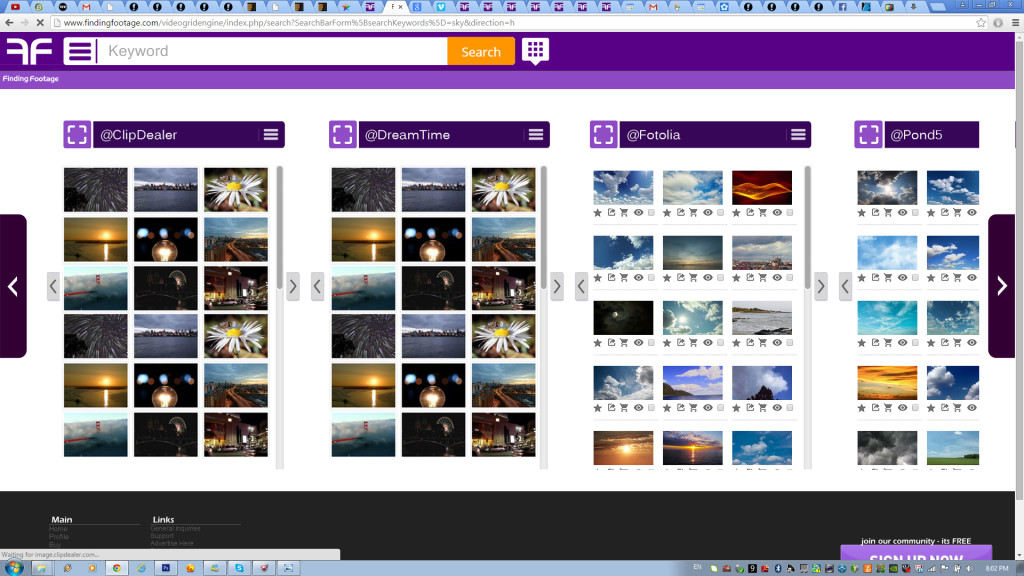 www.findingfootage.com/videogridengine/index.php/search?SearchBarForm%5BsearchKeywords%5D=sky&direction=h
FF
Keyword
Search
Finding Footage
@ClipDealer
@DreamTime
@Fotolia
@Pond5
Main
Links
Home
General Inquiries
Profile
Support
Buy
Advertise Here
join our community - its FREE
SIGN UP NOW
Waiting for image.clipdealer.com...
EN
8:02 PM